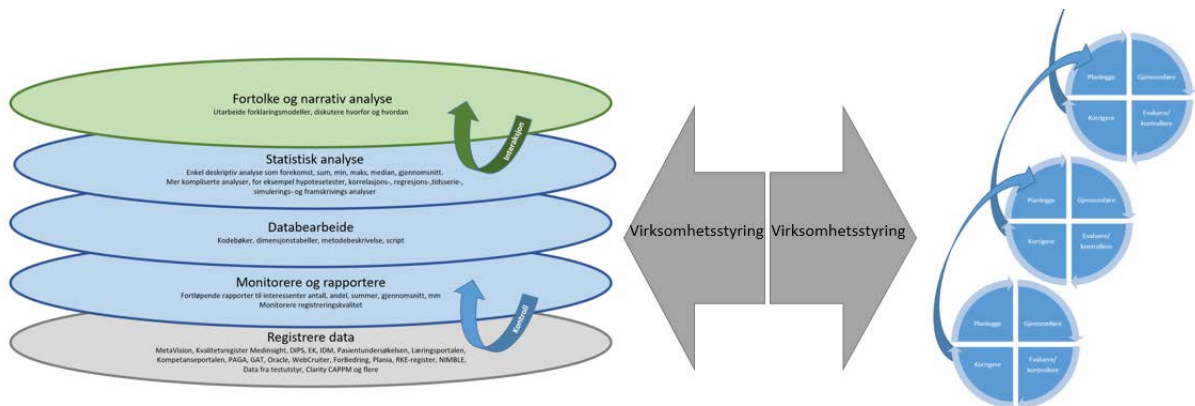 Fortolke og narrativ analyse
Utarbeide forklaringsmodeller, diskutere hvorfor og hvordan
Interaksjon
Statistisk analyse
Enkel deskriptiv analyse som forekomst, sum, min, maks, median, gjennomsnitt.
Mer kompliserte analyser, for eksempel hypotesetester, korrelasjons-, regresjons-,tidsserie-,
simulerings- og framskrivings analyser
Databearbeide
Kodebøker, dimensjonstabeller, metodebeskrivelse, script
Monitorere og rapportere
Fortløpende rapporter til interessenter antall, andel, summer, gjennomsnitt, mm
Monitorere registreringskvalitet
Kontroll
Registrere data
MetaVision, Kvalitetsregister Medinsight, DIPS, EK, IDM, Pasientundersøkelsen, Læringsportalen,
Kompetanseportalen, PAGA, GAT, Oracle, WebCruiter, ForBedring, Plania, RKE-register, NIMBLE,
Data fra testutstyr, Clarity CAPPM og flere
Virksomhetsstyring
Virksomhetsstyring
Planlegge
Gjennomføre
Korrigere
Evaluere/
kontrollere
Planlegge
Gjennomføre
Korrigere
Evaluere/
kontrollere
Planlegge
Gjennomføre
Korrigere
Evaluere/
kontrollere